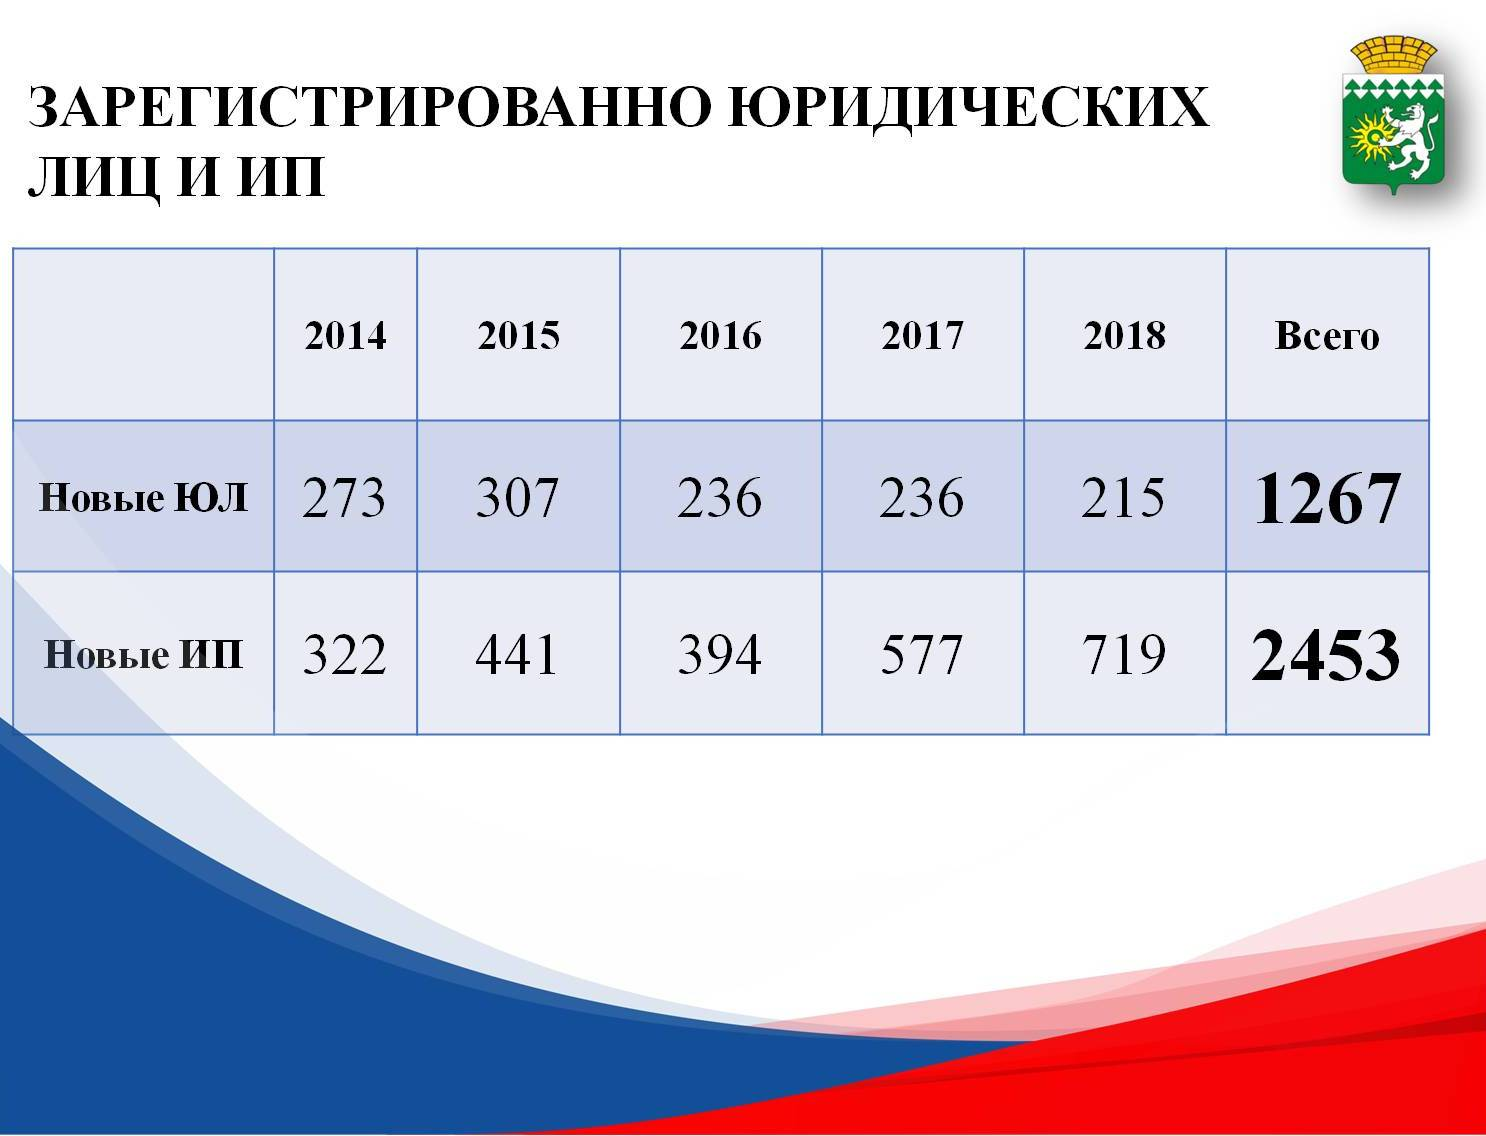 ЗАРЕГИСТРИРОВАННО ЮРИДИЧЕСКИХ
ЛИЦ И ИП
2014 2015 2016 2017 2018 Всего
Новые ЮЛ 273 307 236 236 215 1267
Новые ИП 322 441 394 577 719 2453